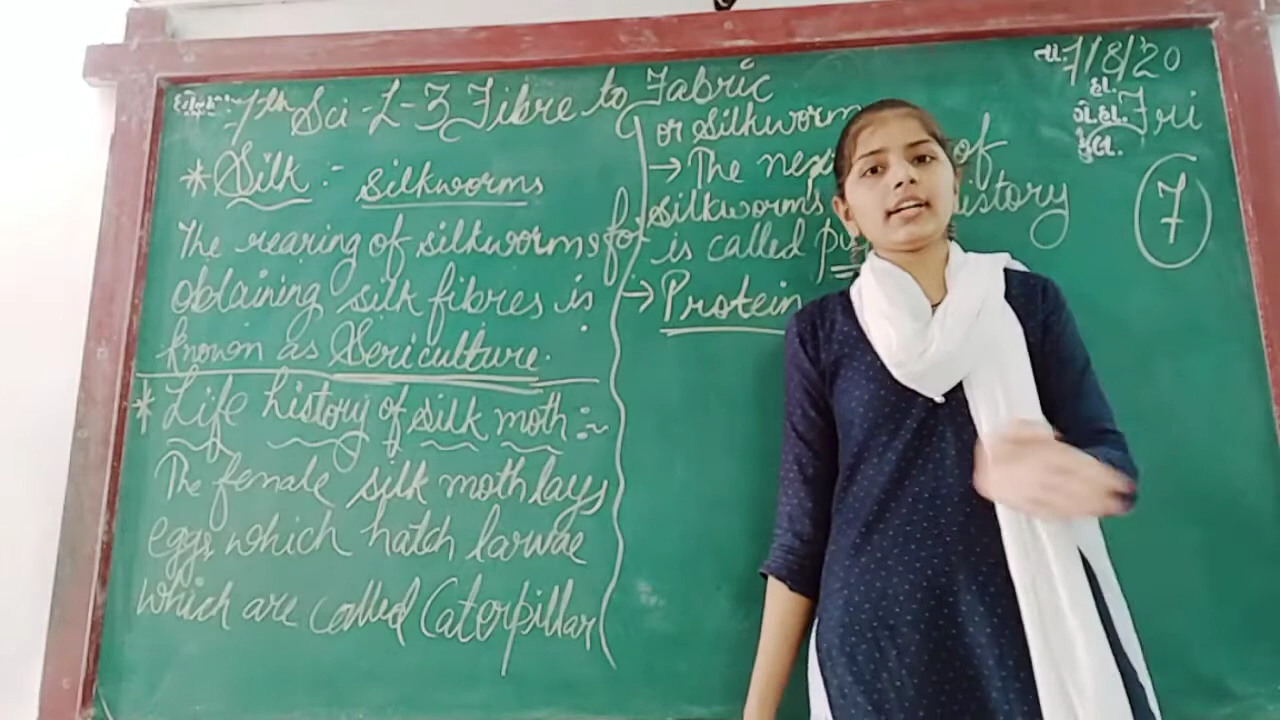 7th Sci-L-3 Fibre to Fabric
* Silk :- silkworms
The rearing of silkworms for
obtaining silk fibres is
known as Sericulture.
* Life history of silk moth :-
The female silk moth lays
eggs, which hatch larvae
which are called Caterpillar
or silkworm
→ The of
silkworms history
is called
→ Protein
તા. 7/8/20
Fri
7